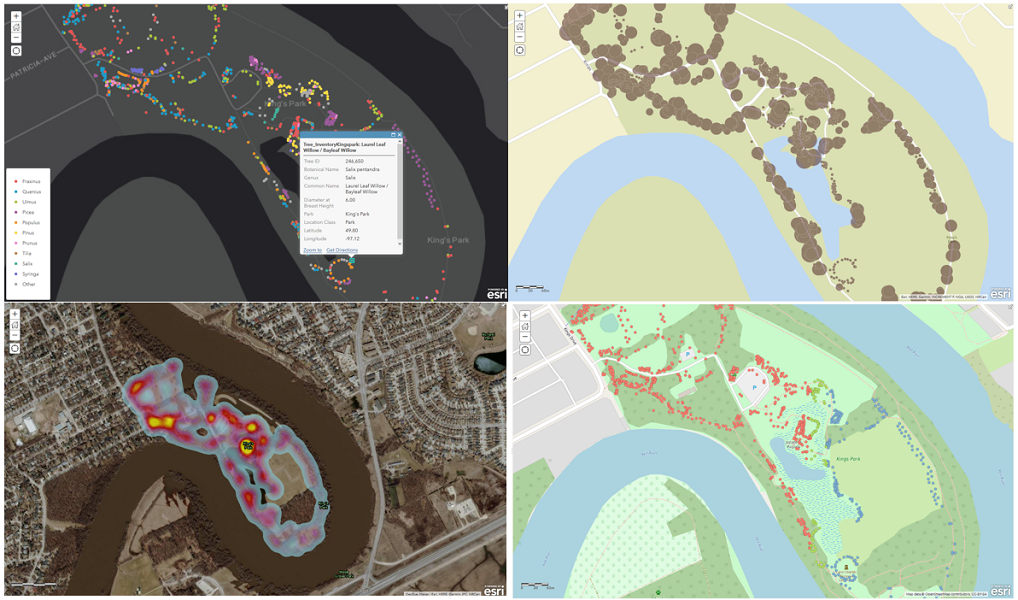 PATRICIA-AVE
King's Park
Tree_InventoryKingspark: Laurel Leaf
Willow / Bayleaf Willow
Tree ID 246,650
Botanical Name Salix pentandra
Genus Salix
Common Name Laurel Leaf Willow /
Bayleaf Willow
Diameter at
Breast Height 6.00
Park King's Park
Location Class Park
Latitude 49.80
Longitude -97.12
Zoom to Get Directions
King's Park
Fraxinus
Quercus
Ulmus
Picea
Populus
Pinus
Prunus
Tilia
Salix
Syringa
Other
esri
esri
esri
Kings Drive
P
P
Kings Park
esri